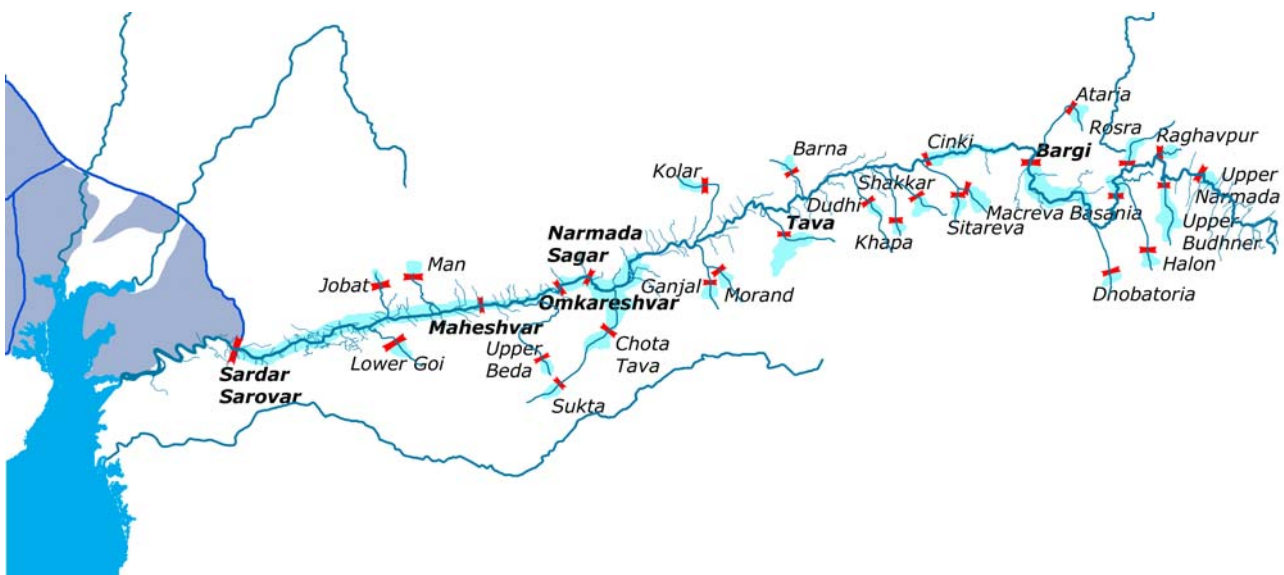 Ataria
Rosra
Raghavpur
Cinki
Bargi
Barna
Kolar
Shakkar
Upper
Narmada
Dudhi
Macreva
Basania
Sitareva
Tava
Khapa
Upper
Budhner
Narmada
Sagar
Halon
Man
Jobat
Ganjal
Morand
Dhobatoria
Omkareshvar
Maheshvar
Upper
Beda
Chota
Tava
Lower Goi
Sardar
Sarovar
Sukta